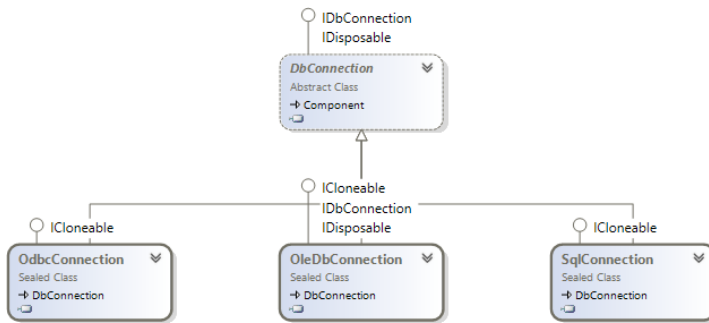 IDbConnection
IDisposable
DbConnection
Abstract Class
Component
ICloneable
IDbConnection
IDisposable
ICloneable
ICloneable
OdbcConnection
Sealed Class
DbConnection
OleDbConnection
Sealed Class
DbConnection
SqlConnection
Sealed Class
DbConnection